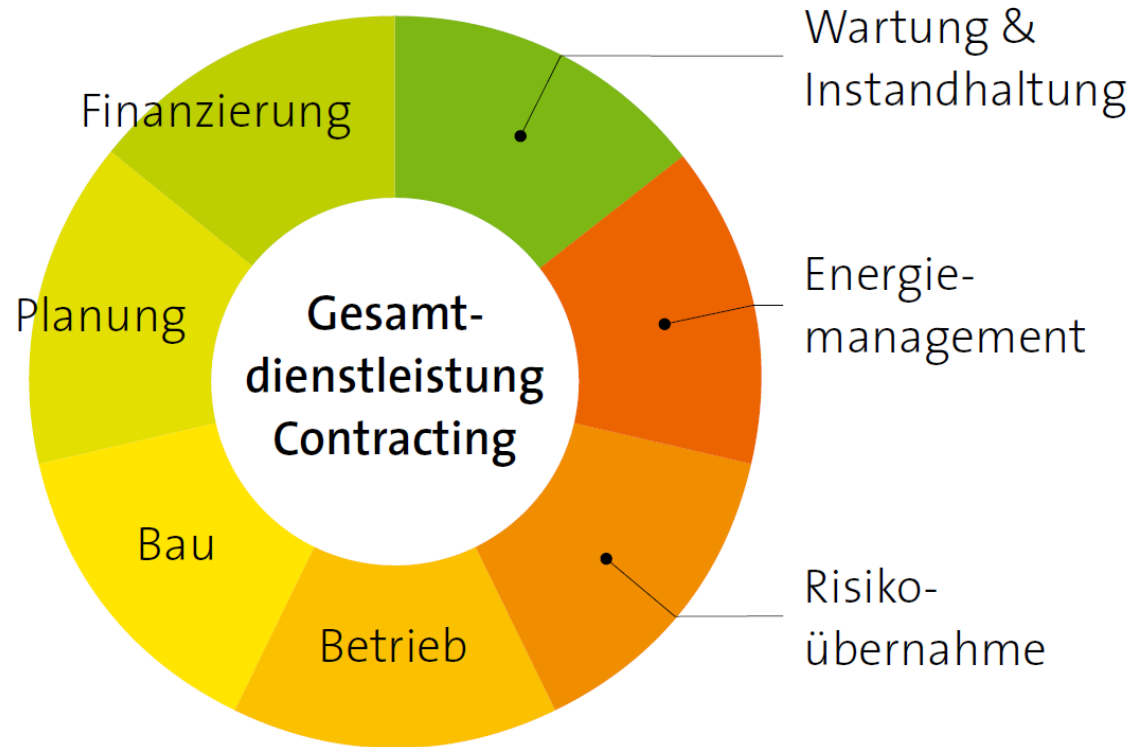 Wartung &
Instandhaltung
Finanzierung
Energie-
management
Planung
Gesamt-
dienstleistung
Contracting
Bau
Risiko-
übernahme
Betrieb